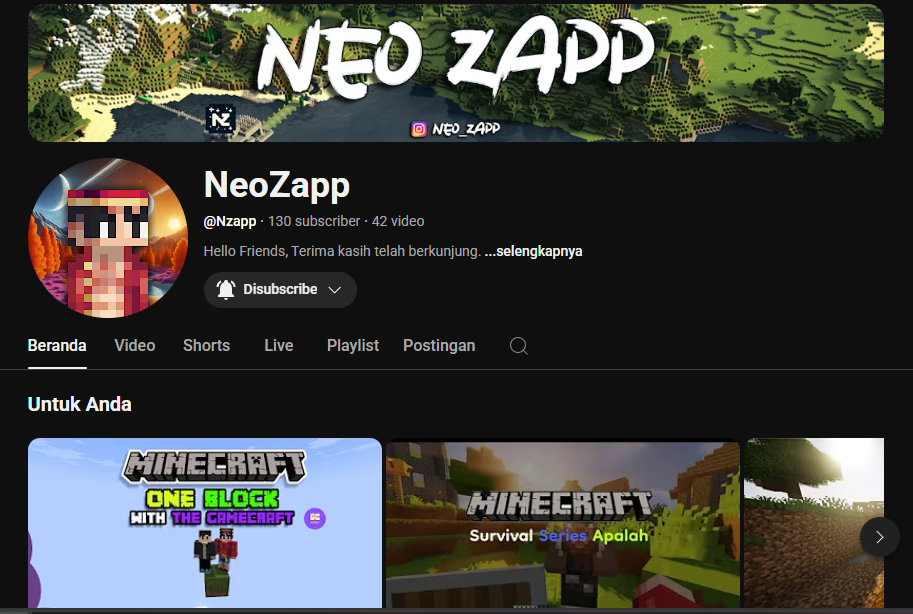 NEO ZAPP
NZ
NEO_ZAPP
NeoZapp
@Nzapp · 130 subscriber · 42 video
Hello Friends, Terima kasih telah berkunjung. ...selengkapnya
Disubscribe
Beranda Video Shorts Live Playlist Postingan
Untuk Anda
MINECRAFT
ONE BLOCK
WITH THE GAMECRAFT
MINECRAFT
Survival Series Apalah